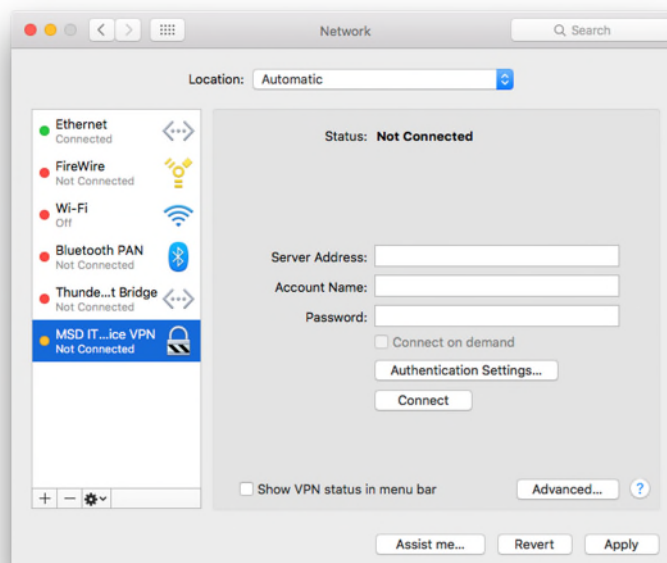 Network
Search
Location: Automatic
Ethernet
Connected
FireWire
Not Connected
Wi-Fi
Off
Bluetooth PAN
Not Connected
Thunde...t Bridge
Not Connected
MSD IT...ice VPN
Not Connected
Status: Not Connected
Server Address:
Account Name:
Password:
Connect on demand
Authentication Settings...
Connect
Show VPN status in menu bar
Advanced... ?
Assist me... Revert Apply